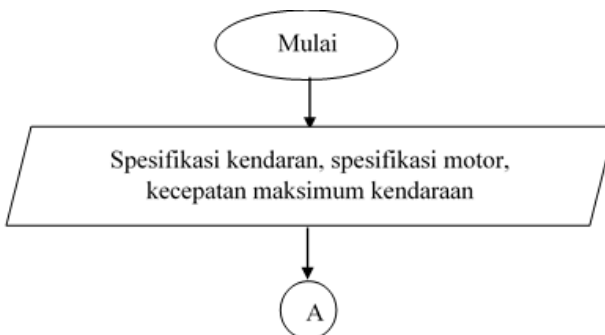 Mulai
Spesifikasi kendaran, spesifikasi motor,
kecepatan maksimum kendaraan
A